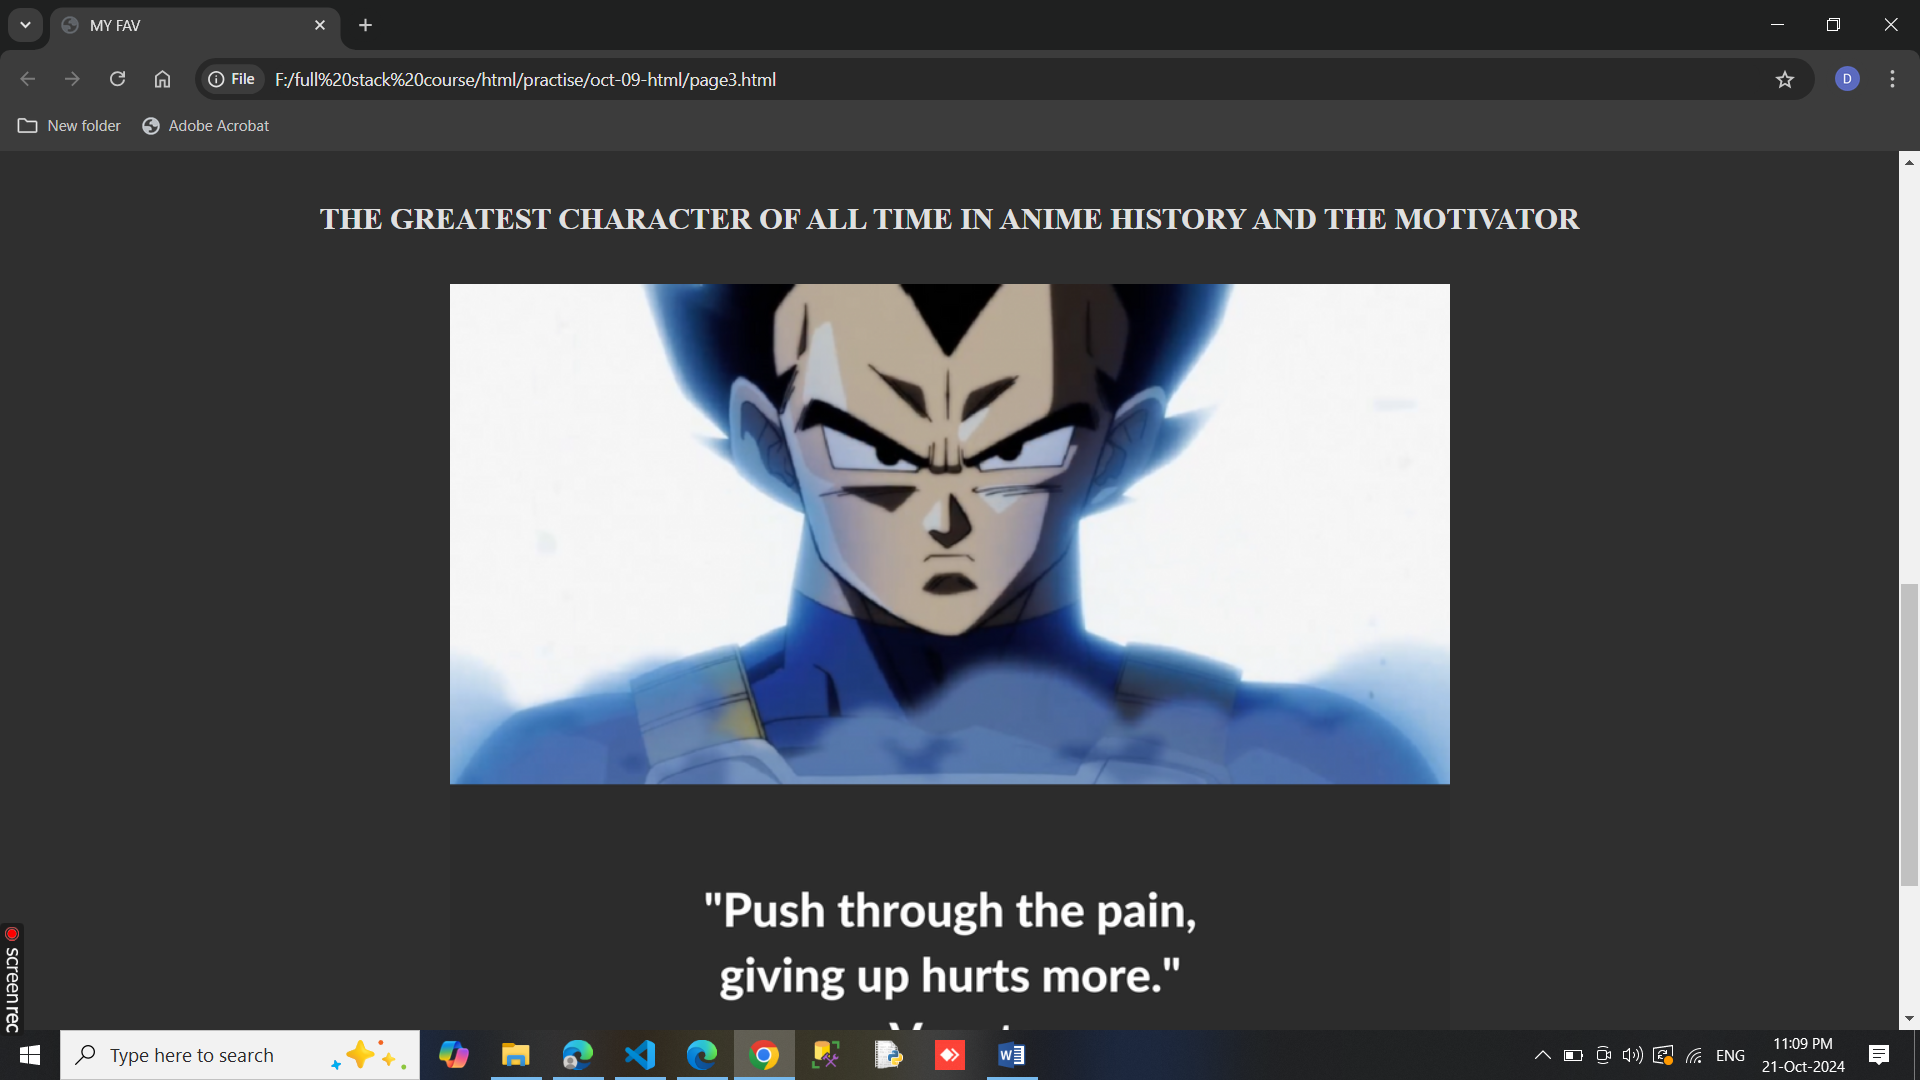 MY FAV
File F:/full%20stack%20course/html/practise/oct-09-html/page3.html
D
New folder Adobe Acrobat
THE GREATEST CHARACTER OF ALL TIME IN ANIME HISTORY AND THE MOTIVATOR
"Push through the pain,
giving up hurts more."
screenrec
Type here to search
W
ENG
11:09 PM
21-Oct-2024